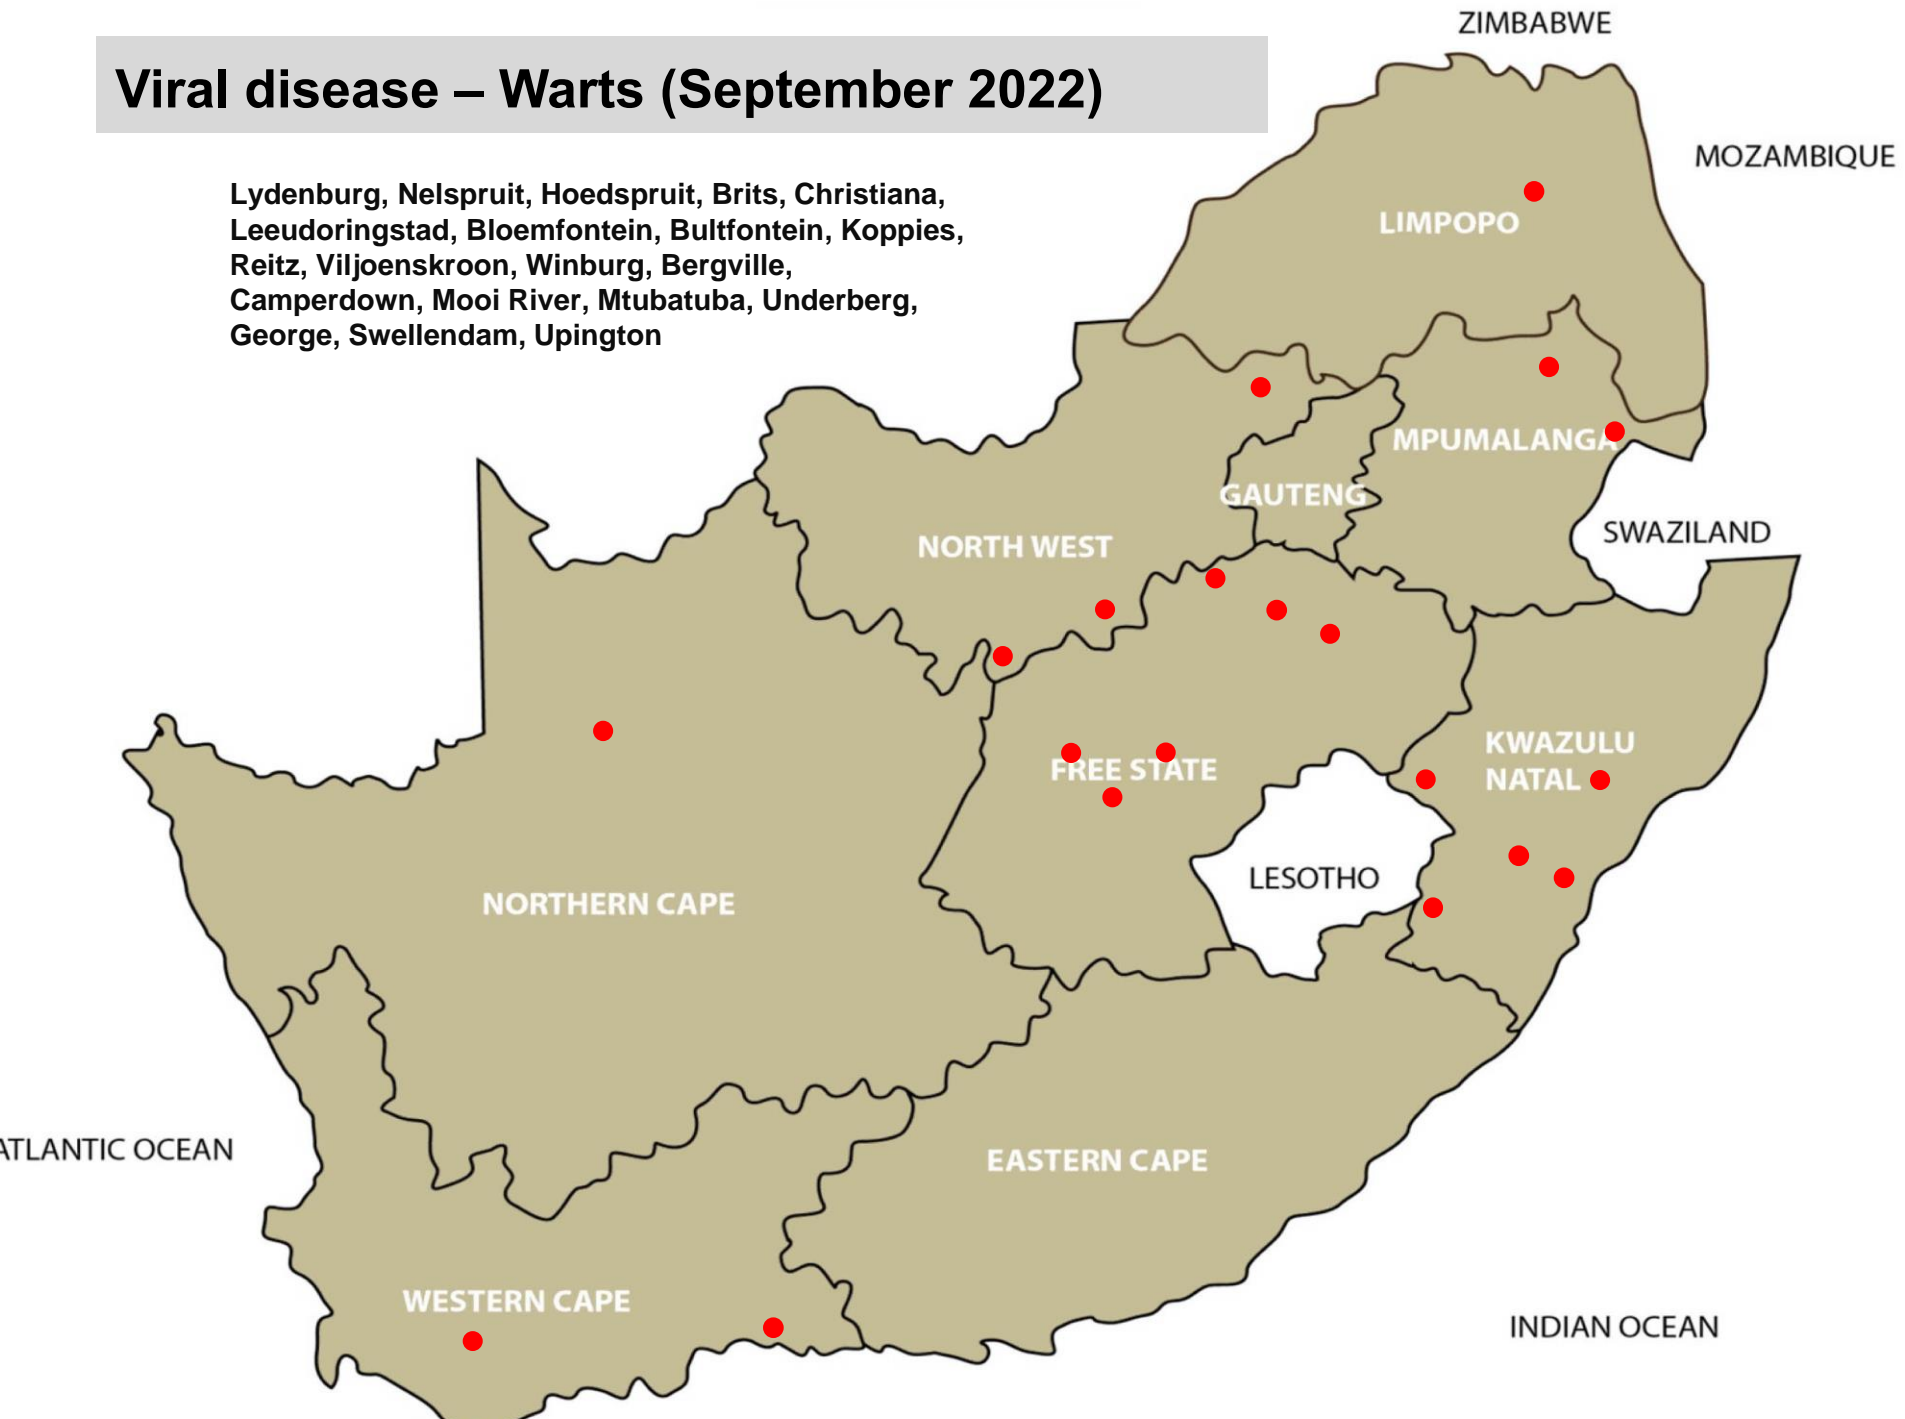 ZIMBABWE
Viral disease – Warts (September 2022)
MOZAMBIQUE
Lydenburg, Nelspruit, Hoedspruit, Brits, Christiana,
Leeudoringstad, Bloemfontein, Bultfontein, Koppies,
Reitz, Viljoenskroon, Winburg, Bergville,
Camperdown, Mooi River, Mtubatuba, Underberg,
George, Swellendam, Upington
LIMPOPO
MPUMALANGA
GAUTENG
SWAZILAND
NORTH WEST
KWAZULU
NATAL
FREE STATE
LESOTHO
NORTHERN CAPE
ATLANTIC OCEAN
EASTERN CAPE
WESTERN CAPE
INDIAN OCEAN